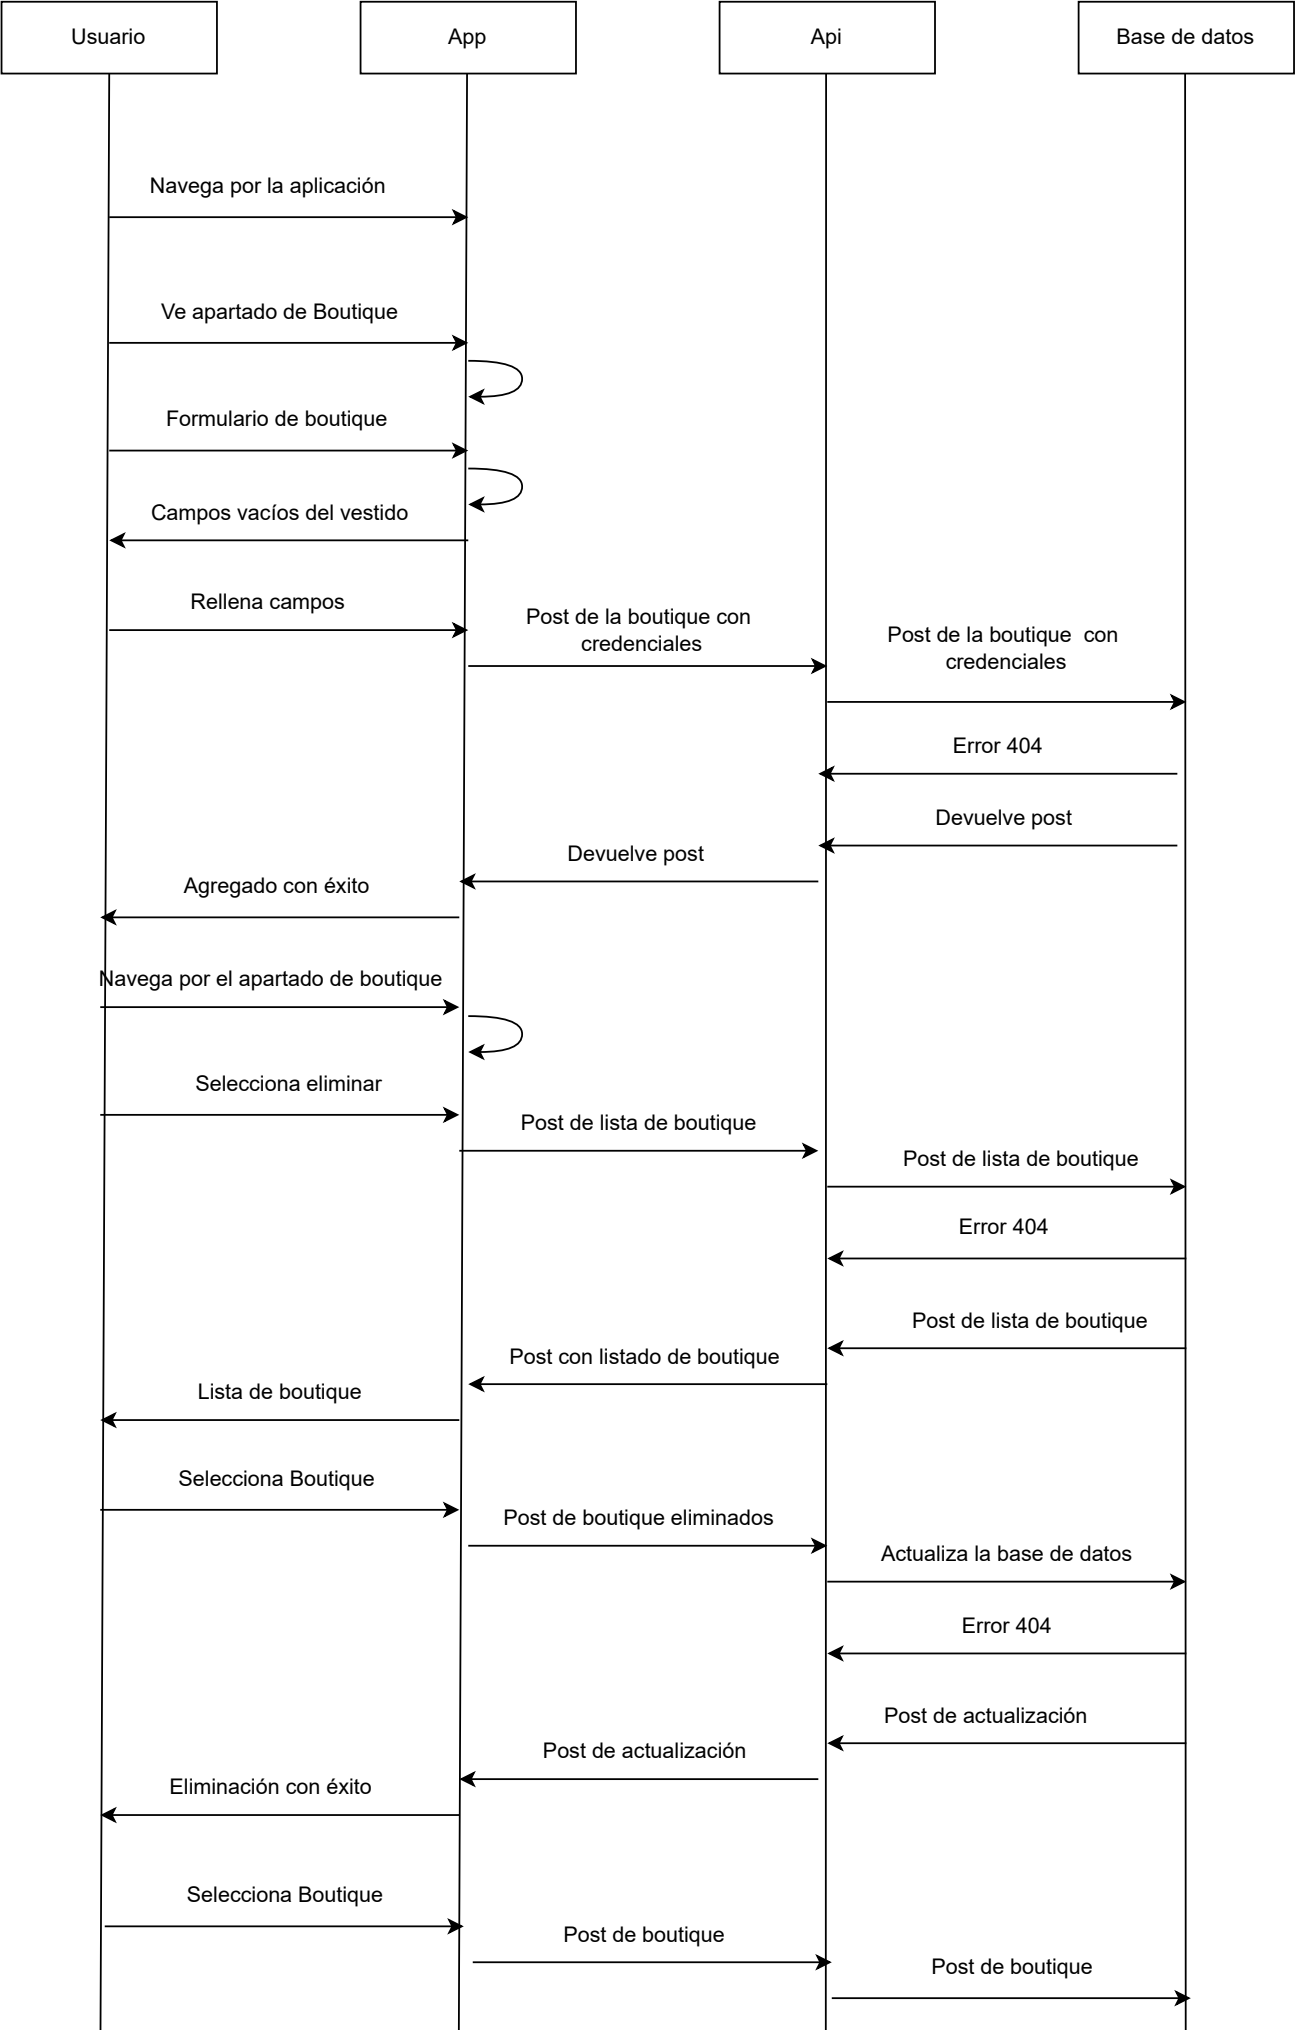 Usuario
App
Api
Base de datos
Navega por la aplicación
Ve apartado de Boutique
Formulario de boutique
Campos vacíos del vestido
Rellena campos
Post de la boutique con
credenciales
Post de la boutique  con
credenciales
Error 404
Devuelve post
Devuelve post
Agregado con éxito
Navega por el apartado de boutique
Selecciona eliminar
Post de lista de boutique
Post de lista de boutique
Error 404
Post de lista de boutique
Post con listado de boutique
Lista de boutique
Selecciona Boutique
Post de boutique eliminados
Actualiza la base de datos
Error 404
Post de actualización
Post de actualización
Eliminación con éxito
Selecciona Boutique
Post de boutique
Post de boutique